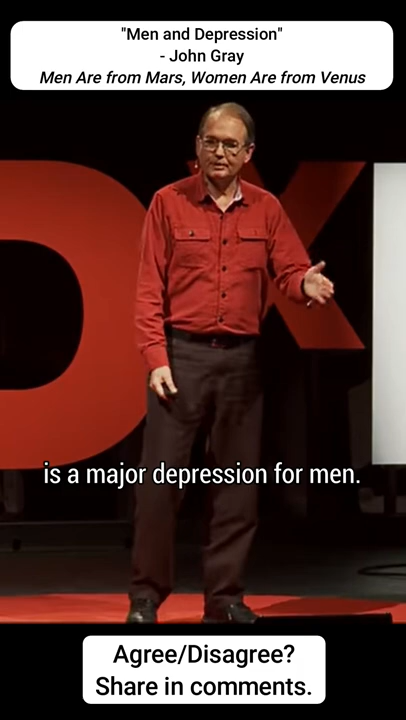 "Men and Depression"
- John Gray
Men Are from Mars, Women Are from Venus
is a major depression for men.
Agree/Disagree?
Share in comments.